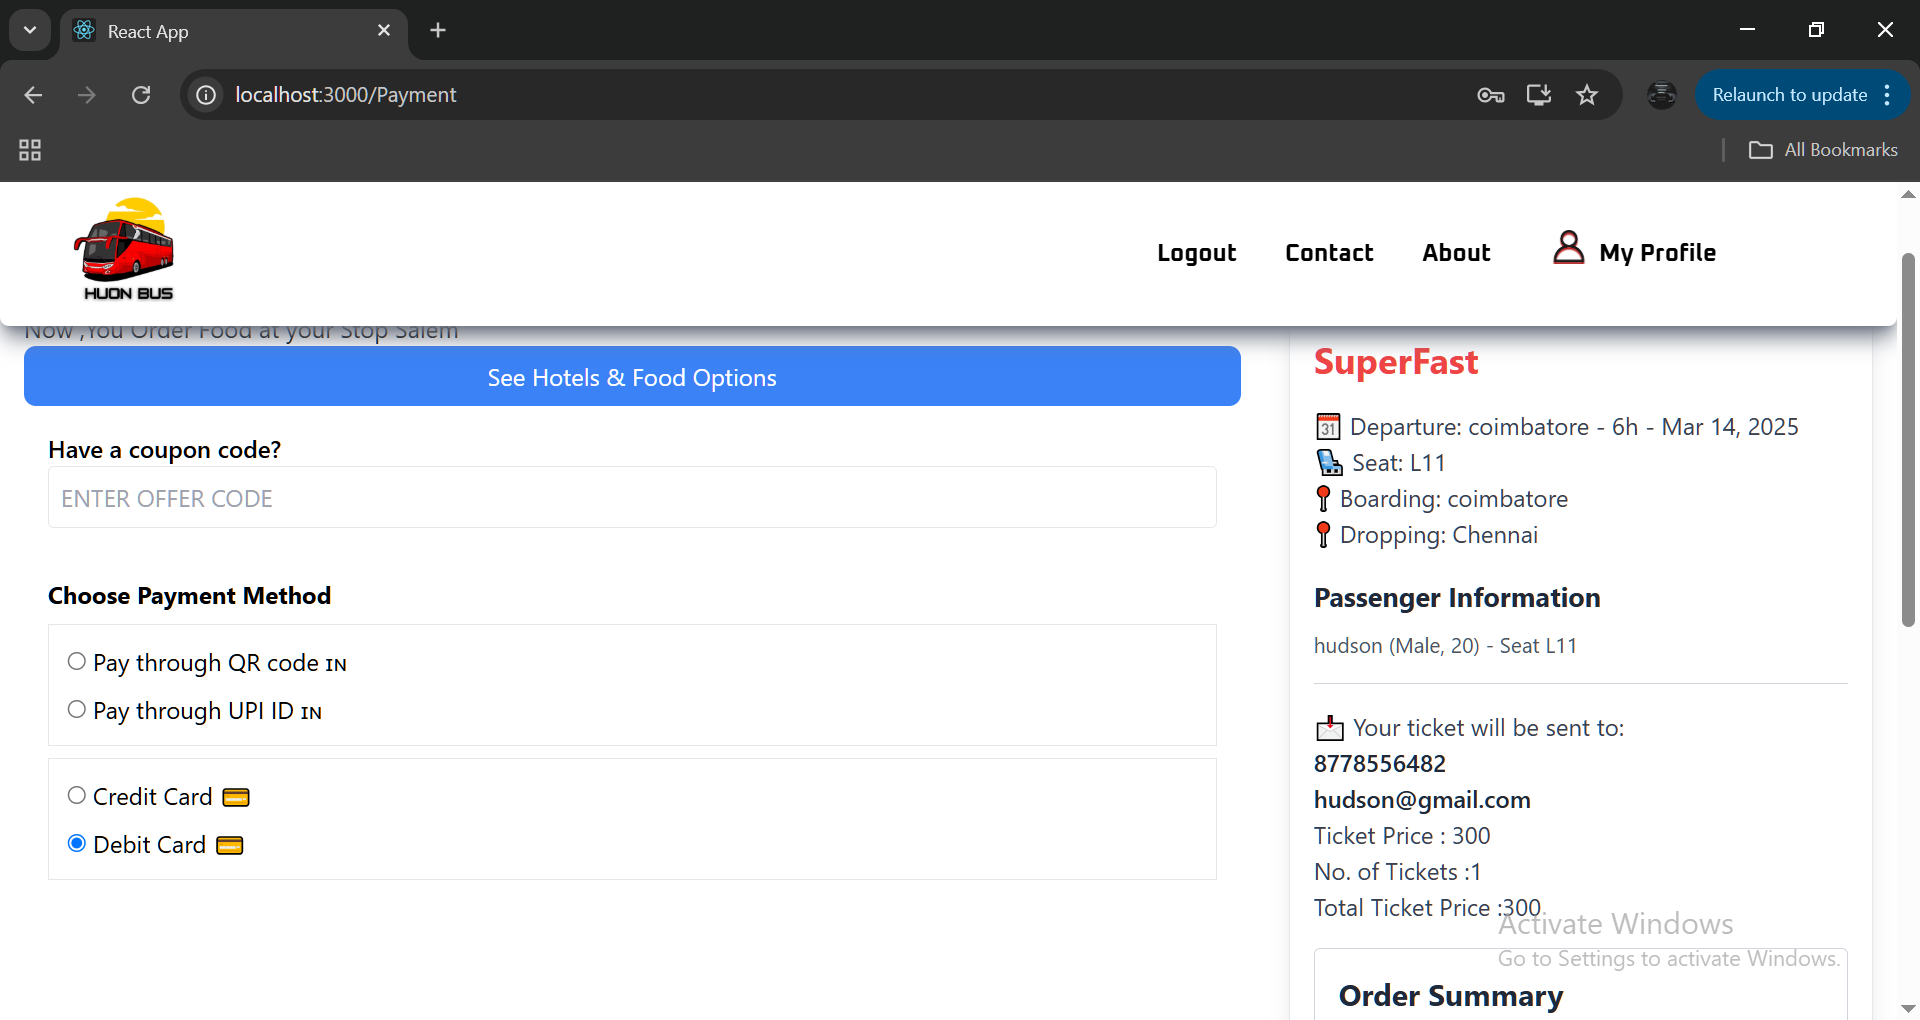 React App
localhost:3000/Payment
Relaunch to update
All Bookmarks
HUON BUS
Logout
Contact
About
My Profile
Now ,You Order Food at your Stop Salem
See Hotels & Food Options
Have a coupon code?
ENTER OFFER CODE
Choose Payment Method
Pay through QR code IN
Pay through UPI ID IN
Credit Card
Debit Card
SuperFast
31 Departure: coimbatore - 6h - Mar 14, 2025
Seat: L11
Boarding: coimbatore
Dropping: Chennai
Passenger Information
hudson (Male, 20) - Seat L11
Your ticket will be sent to:
8778556482
hudson@gmail.com
Ticket Price : 300
No. of Tickets :1
Total Ticket Price :300
Activate Windows
Go to Settings to activate Windows.
Order Summary